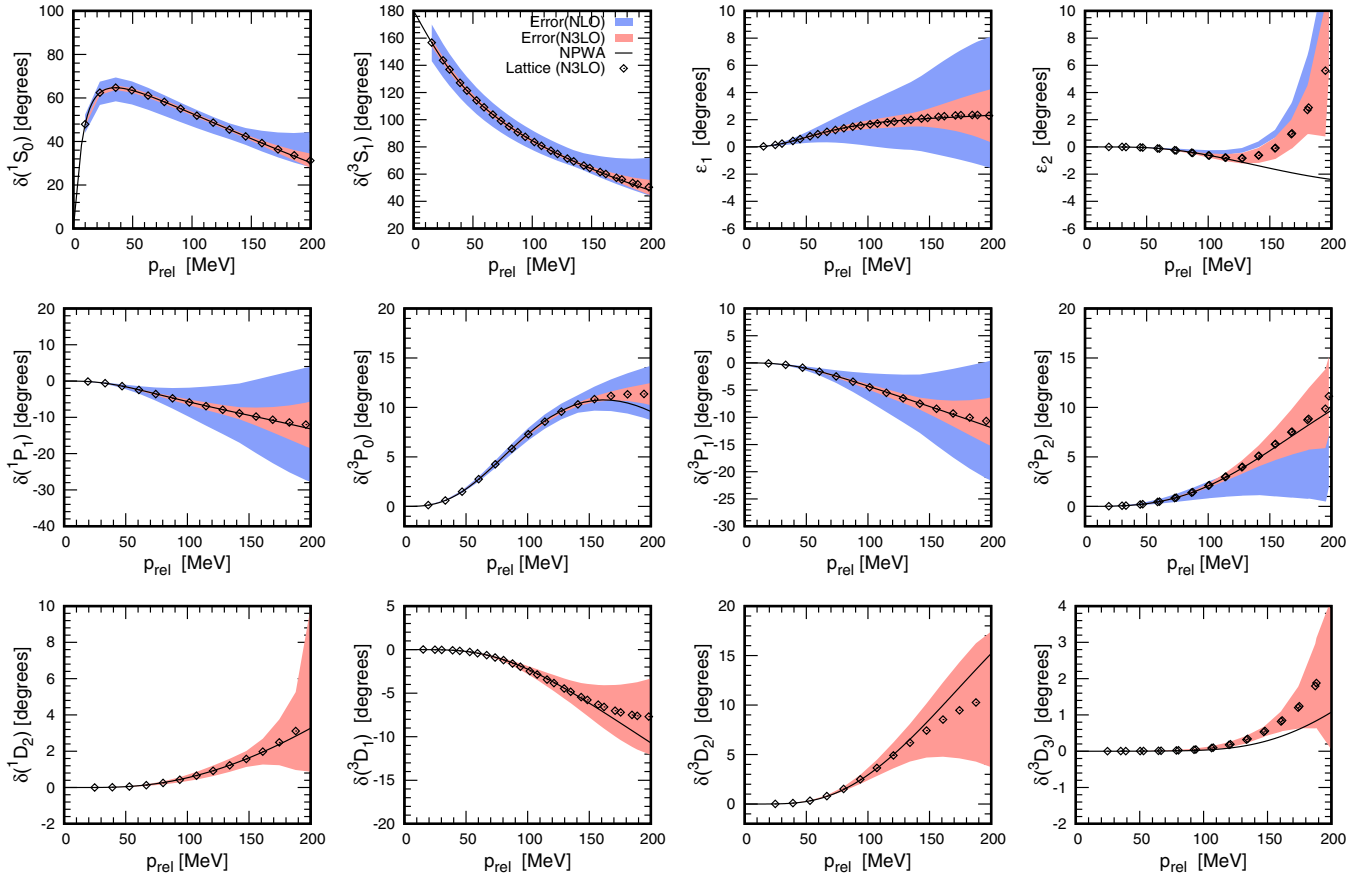 100
80
60
40
20
0
0 50 100 150 200
δ(¹S₀) [degrees]
p_rel [MeV]
180
160
140
120
100
80
60
40
20
0 50 100 150 200
δ(³S₁) [degrees]
p_rel [MeV]
Error(NLO)
Error(N3LO)
NPWA
Lattice (N3LO)
10
8
6
4
2
0
-2
-4
-6
0 50 100 150 200
ε₁ [degrees]
p_rel [MeV]
10
8
6
4
2
0
-2
-4
-6
0 50 100 150 200
ε₂ [degrees]
p_rel [MeV]
20
10
0
-10
-20
-30
-40
0 50 100 150 200
δ(¹P₁) [degrees]
p_rel [MeV]
20
15
10
5
0
0 50 100 150 200
δ(³P₀) [degrees]
p_rel [MeV]
10
5
0
-5
-10
-15
-20
-25
-30
0 50 100 150 200
δ(³P₁) [degrees]
p_rel [MeV]
20
15
10
5
0
0 50 100 150 200
δ(³P₂) [degrees]
p_rel [MeV]
10
8
6
4
2
0
-2
0 50 100 150 200
δ(¹D₂) [degrees]
p_rel [MeV]
5
0
-5
-10
-15
-20
0 50 100 150 200
δ(³D₁) [degrees]
p_rel [MeV]
20
15
10
5
0
0 50 100 150 200
δ(³D₂) [degrees]
p_rel [MeV]
4
3
2
1
0
-1
-2
0 50 100 150 200
δ(³D₃) [degrees]
p_rel [MeV]